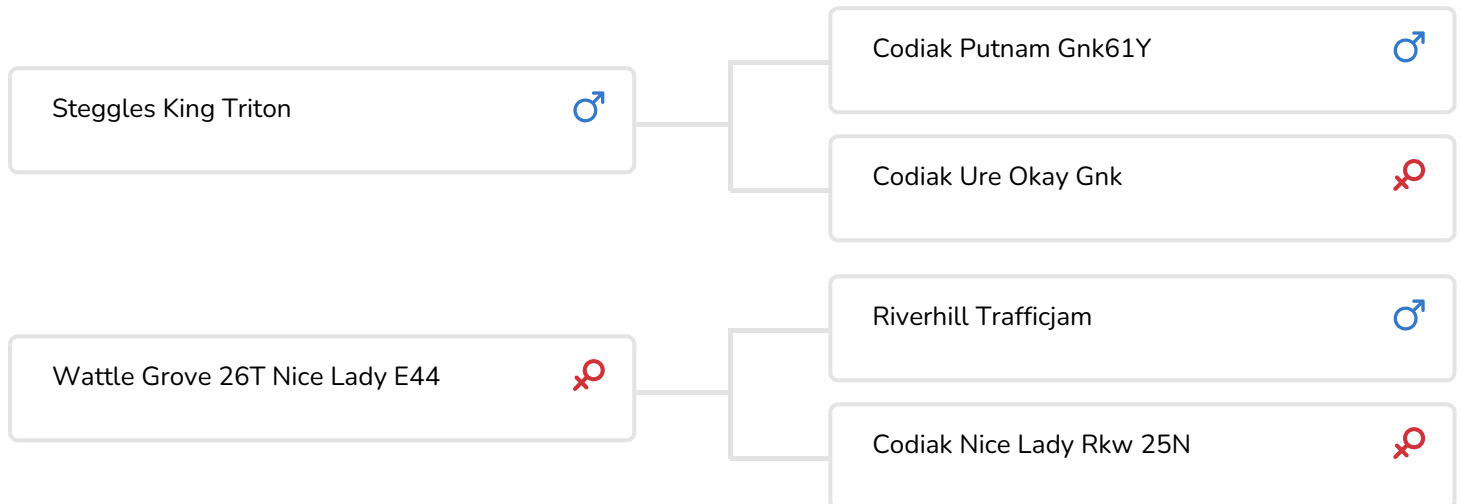 Codiak Putnam Gnk61Y
Steggles King Triton
Codiak Ure Okay Gnk
Riverhill Trafficjam
Wattle Grove 26T Nice Lady E44
Codiak Nice Lady Rkw 25N